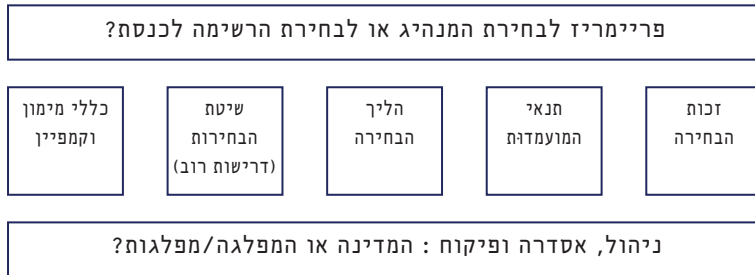 פריימריז לבחירת המנהיג או לבחירת הרשימה לכנסת?
זכות
הבחירה
תנאי
המועמדוּת
הליך
הבחירה
שיטת
הבחירות
(דרישות רוב)
כללי מימון
וקמפיין
ניהול, אסדרה ופיקוח : המדינה או המפלגה/מפלגות?